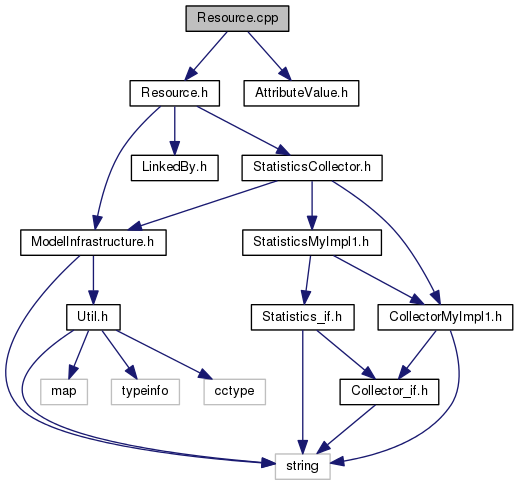 Resource.cpp
Resource.h
AttributeValue.h
LinkedBy.h
StatisticsCollector.h
ModelInfrastructure.h
StatisticsMyImpl1.h
Util.h
Statistics_if.h
CollectorMyImpl1.h
map
typeinfo
cctype
Collector_if.h
string